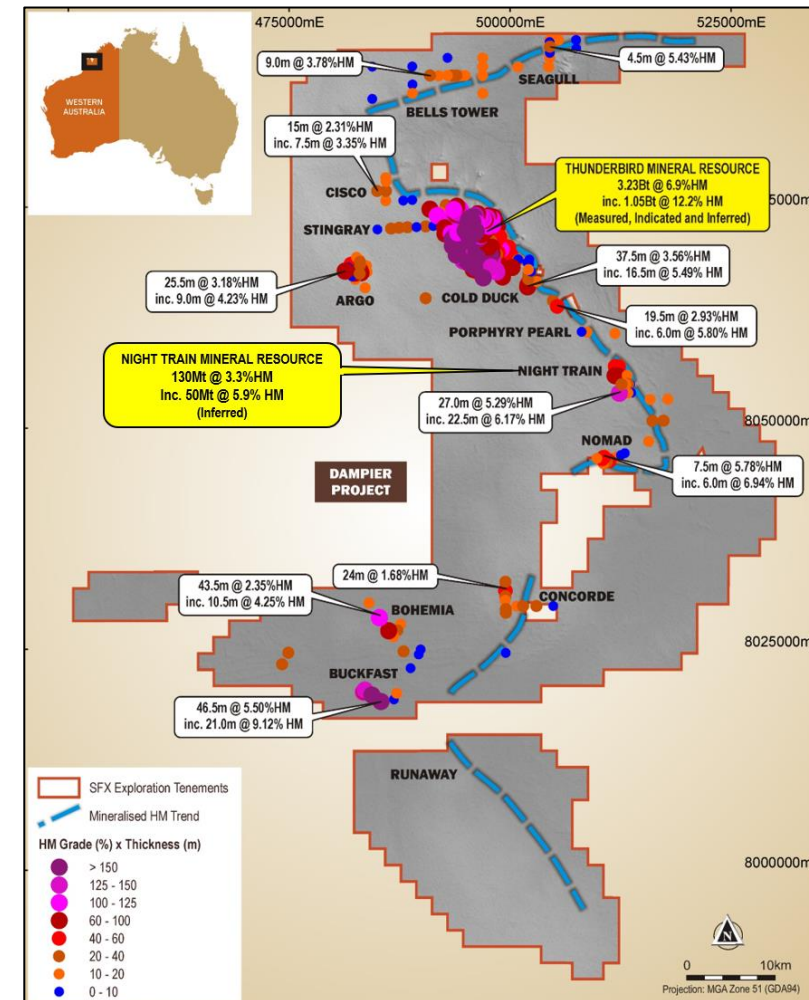 475000mE
500000mE
525000mE
WESTERN
AUSTRALIA
9.0m @ 3.78%HM
4.5m @ 5.43%HM
SEAGULL
BELLS TOWER
15m @ 2.31%HM
inc. 7.5m @ 3.35% HM
CISCO
THUNDERBIRD MINERAL RESOURCE
3.23Bt @ 6.9%HM
inc. 1.05Bt @ 12.2% HM
(Measured, Indicated and Inferred)
5000mN
STINGRAY
37.5m @ 3.56%HM
inc. 16.5m @ 5.49% HM
25.5m @ 3.18%HM
inc. 9.0m @ 4.23% HM
ARGO
COLD DUCK
19.5m @ 2.93%HM
inc. 6.0m @ 5.80% HM
PORPHYRY PEARL
NIGHT TRAIN MINERAL RESOURCE
130Mt @ 3.3%HM
Inc. 50Mt @ 5.9% HM
(Inferred)
NIGHT TRAIN
27.0m @ 5.29%HM
inc. 22.5m @ 6.17% HM
8050000m
NOMAD
7.5m @ 5.78%HM
inc. 6.0m @ 6.94% HM
DAMPIER
PROJECT
24m @ 1.68%HM
43.5m @ 2.35%HM
inc. 10.5m @ 4.25% HM
BOHEMIA
CONCORDE
8025000m
BUCKFAST
46.5m @ 5.50%HM
inc. 21.0m @ 9.12% HM
RUNAWAY
8000000m
SFX Exploration Tenements
Mineralised HM Trend
HM Grade (%) x Thickness (m)
> 150
125 - 150
100 - 125
60 - 100
40 - 60
20 - 40
10 - 20
0 - 10
N
0 10km
Projection: MGA Zone 51 (GDA94)